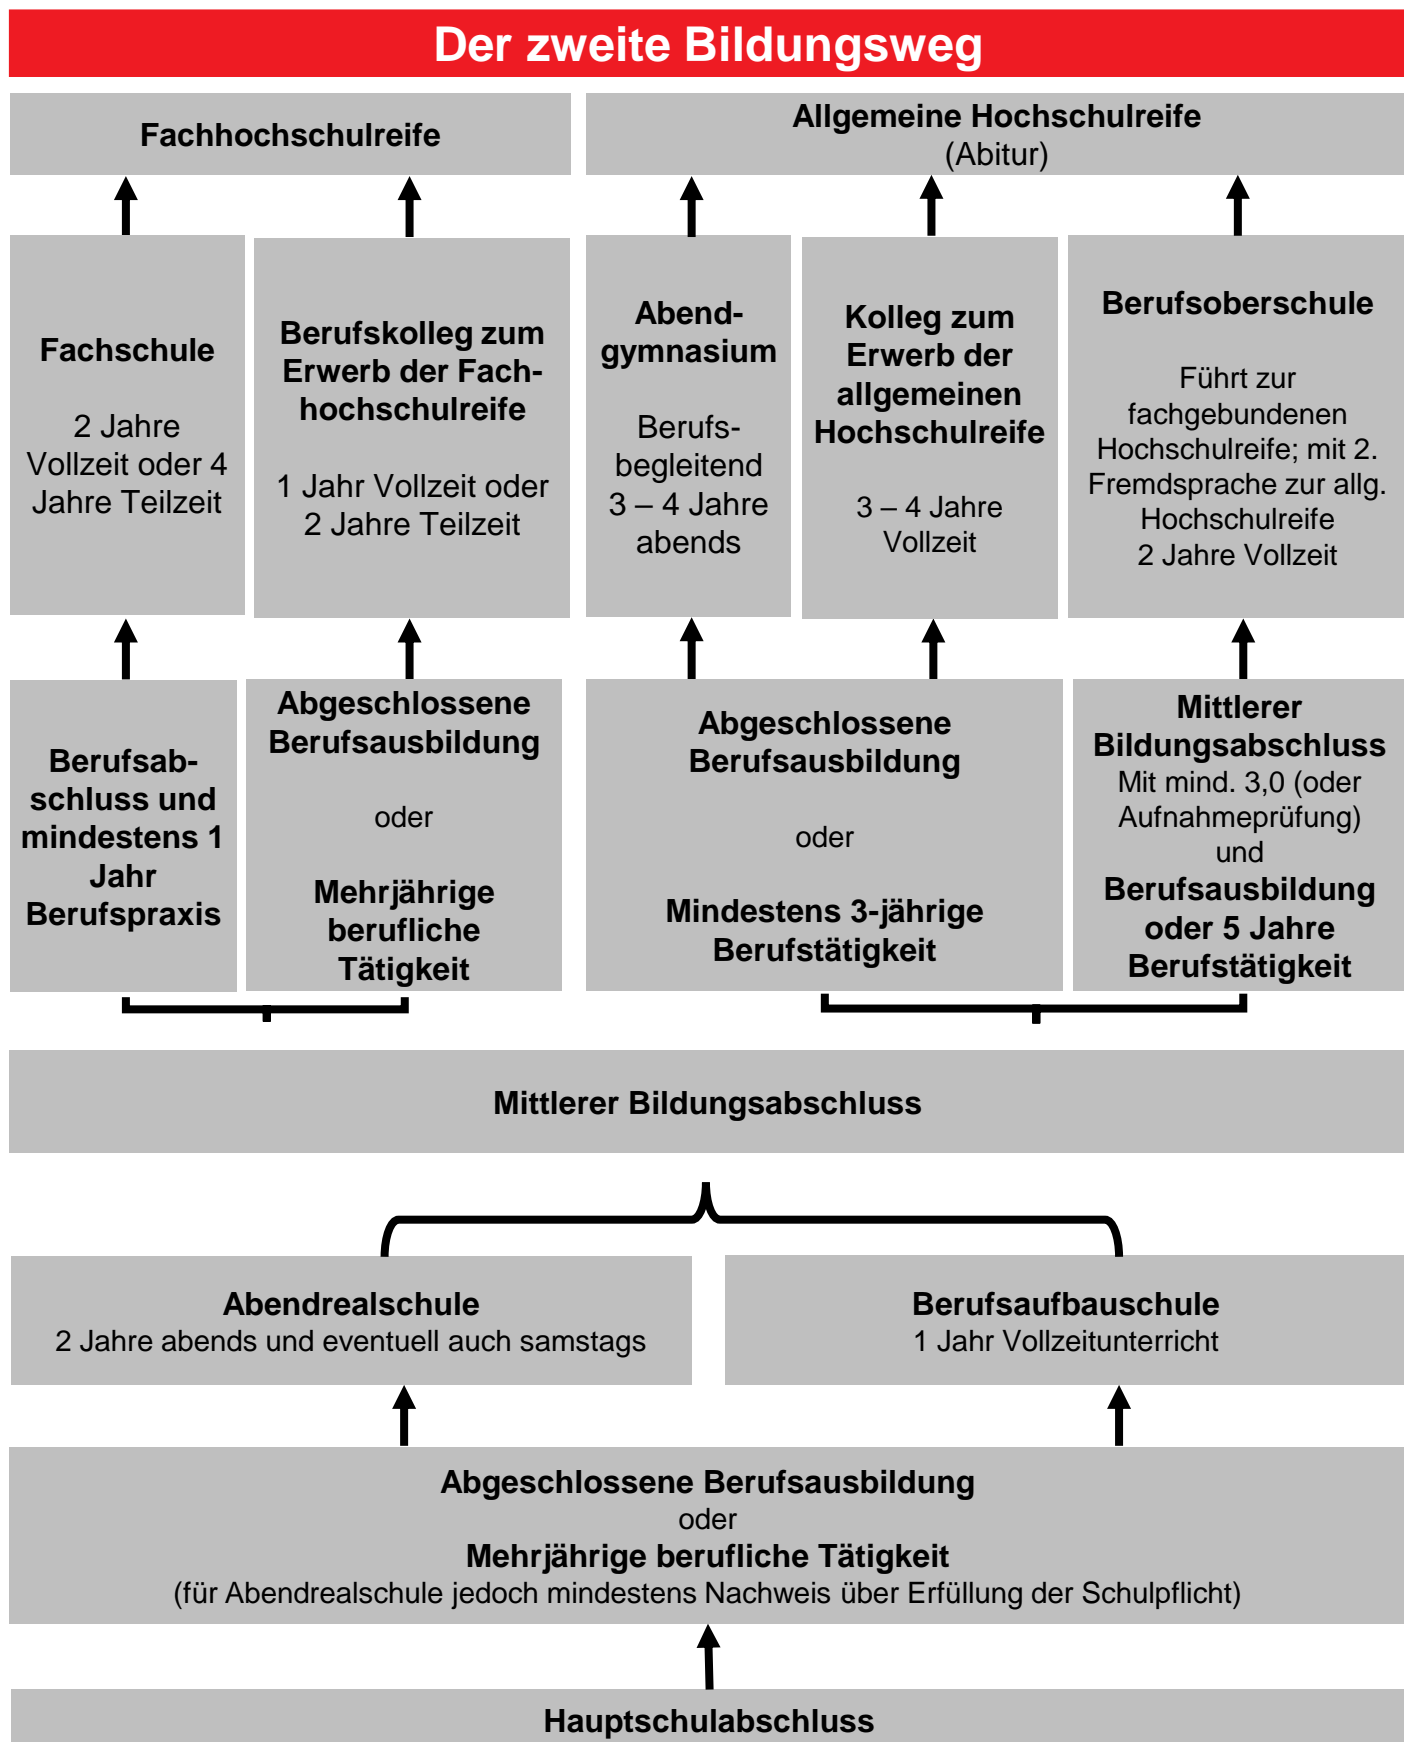 Der zweite Bildungsweg
Fachhochschulreife
Allgemeine Hochschulreife
(Abitur)
Fachschule
2 Jahre
Vollzeit oder 4
Jahre Teilzeit
Berufskolleg zum
Erwerb der Fach-
hochschulreife
1 Jahr Vollzeit oder
2 Jahre Teilzeit
Abend-
gymnasium
Berufs-
begleitend
3 – 4 Jahre
abends
Kolleg zum
Erwerb der
allgemeinen
Hochschulreife
3 – 4 Jahre
Vollzeit
Berufsoberschule
Führt zur
fachgebundenen
Hochschulreife; mit 2.
Fremdsprache zur allg.
Hochschulreife
2 Jahre Vollzeit
Berufsab-
schluss und
mindestens 1
Jahr
Berufspraxis
Abgeschlossene
Berufsausbildung
oder
Mehrjährige
berufliche
Tätigkeit
Abgeschlossene
Berufsausbildung
oder
Mindestens 3-jährige
Berufstätigkeit
Mittlerer
Bildungsabschluss
Mit mind. 3,0 (oder
Aufnahmeprüfung)
und
Berufsausbildung
oder 5 Jahre
Berufstätigkeit
Mittlerer Bildungsabschluss
Abendrealschule
2 Jahre abends und eventuell auch samstags
Berufsaufbauschule
1 Jahr Vollzeitunterricht
Abgeschlossene Berufsausbildung
oder
Mehrjährige berufliche Tätigkeit
(für Abendrealschule jedoch mindestens Nachweis über Erfüllung der Schulpflicht)
Hauptschulabschluss